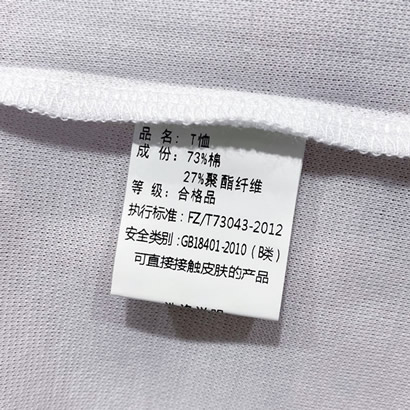 品 名: T恤
成 份: 73%棉
27%聚酯纤维
等 级: 合格品
执行标准: FZ/T73043-2012
安全类别: GB18401-2010 (B类)
可直接接触皮肤的产品